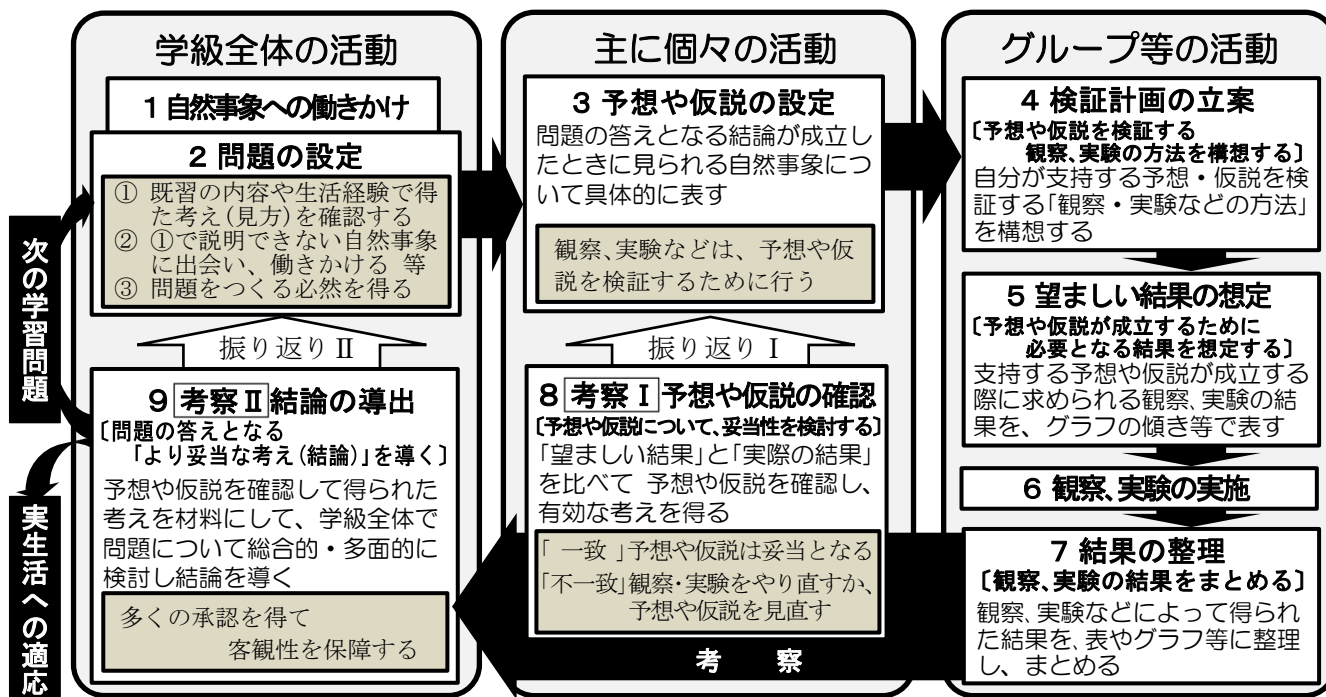 学級全体の活動
1 自然事象への働きかけ
2 問題の設定
① 既習の内容や生活経験で得
た考え(見方)を確認する
② ①で説明できない自然事象
に出会い、働きかける 等
③ 問題をつくる必然を得る
主に個々の活動
3 予想や仮説の設定
問題の答えとなる結論が成立し
たときに見られる自然事象につ
いて具体的に表す
観察、実験などは、予想や仮
説を検証するために行う
グループ等の活動
4 検証計画の立案
〔予想や仮説を検証する
観察、実験の方法を構想する〕
自分が支持する予想・仮説を検
証する「観察・実験などの方法」
を構想する
5 望ましい結果の想定
〔予想や仮説が成立するために
必要となる結果を想定する〕
支持する予想や仮説が成立する
際に求められる観察、実験の結
果を、グラフの傾き等で表す
6 観察、実験の実施
7 結果の整理
〔観察、実験の結果をまとめる〕
観察、実験などによって得られ
た結果を、表やグラフ等に整理
し、まとめる
考 察
振り返り Ⅰ
8 考察 Ⅰ 予想や仮説の確認
〔予想や仮説について、妥当性を検討する〕
「望ましい結果」と「実際の結果」
を比べて 予想や仮説を確認し、
有効な考えを得る
「 一致 」予想や仮説は妥当となる
「不一致」観察・実験をやり直すか、
予想や仮説を見直す
振り返り Ⅱ
9 考察 Ⅱ 結論の導出
〔問題の答えとなる
「より妥当な考え(結論)」を導く〕
予想や仮説を確認して得られた
考えを材料にして、学級全体で
問題について総合的・多面的に
検討し結論を導く
多くの承認を得て
客観性を保障する
次の学習問題
実生活への適応